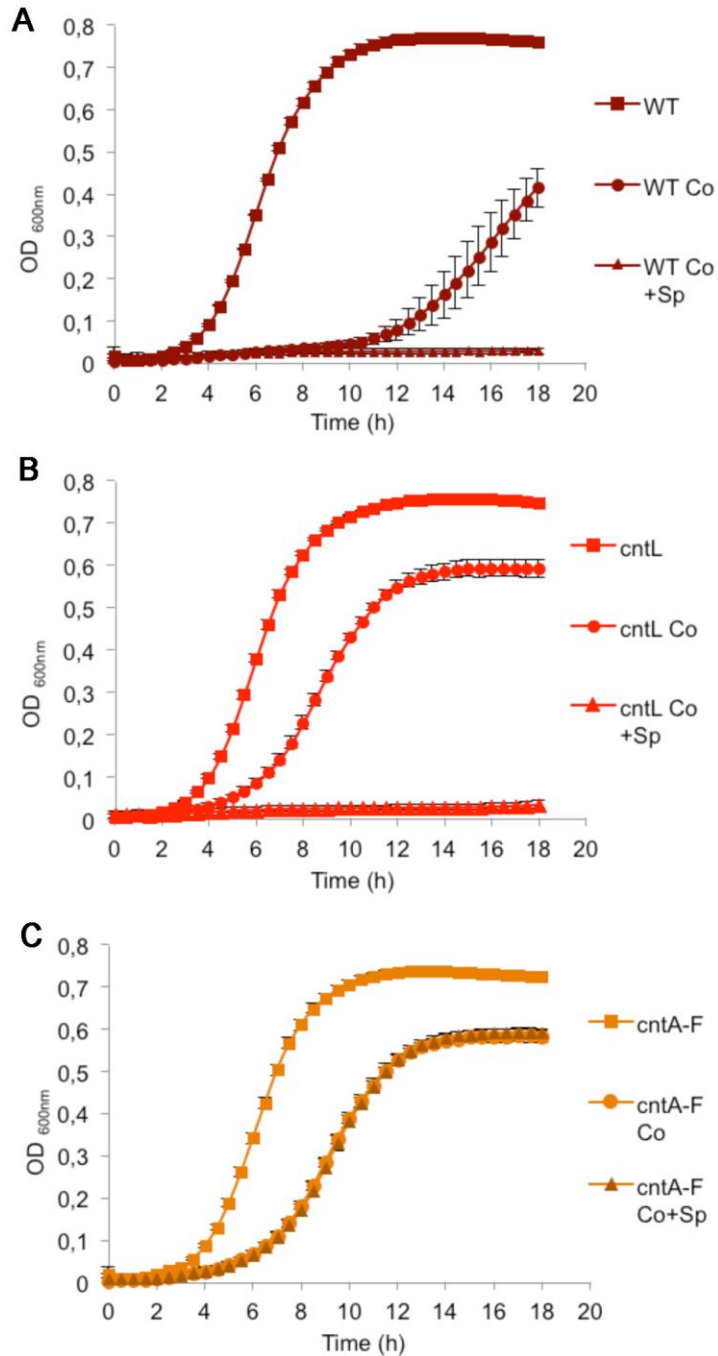 A
0,8
0,7
0,6
0,5
0,4
0,3
0,2
0,1
0
OD 600nm
0 2 4 6 8 10 12 14 16 18 20
Time (h)
WT
WT Co
WT Co
+Sp
B
0,8
0,7
0,6
0,5
0,4
0,3
0,2
0,1
0
OD 600nm
0 2 4 6 8 10 12 14 16 18 20
Time (h)
cntL
cntL Co
cntL Co
+Sp
C
0,8
0,7
0,6
0,5
0,4
0,3
0,2
0,1
0
OD 600nm
0 2 4 6 8 10 12 14 16 18 20
Time (h)
cntA-F
cntA-F
Co
cntA-F
Co+Sp